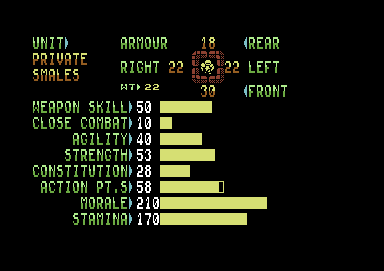 UNIT ARMOUR 18 REAR
PRIVATE
SMALES RIGHT 22 22 LEFT
WT 22 30 FRONT
WEAPON SKILL 50
CLOSE COMBAT 10
AGILITY 40
STRENGTH 53
CONSTITUTION 28
ACTION PT.S 58
MORALE 210
STAMINA 170